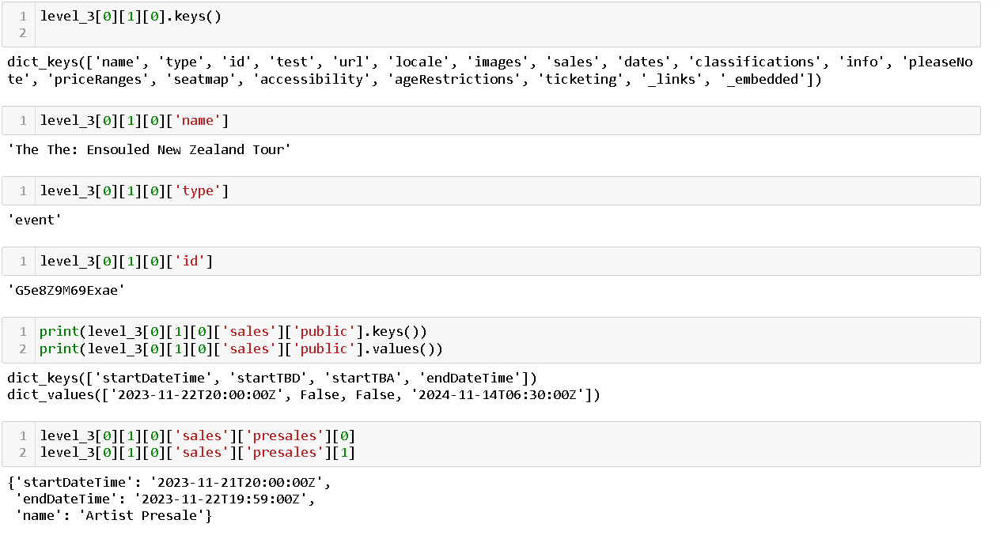 1 level_3[0][1][0].keys()
2
dict_keys(['name', 'type', 'id', 'test', 'url', 'locale', 'images', 'sales', 'dates', 'classifications', 'info', 'pleaseNo
te', 'priceRanges', 'seatmap', 'accessibility', 'ageRestrictions', 'ticketing', '_links', '_embedded'])
1 level_3[0][1][0]['name']
'The The: Ensouled New Zealand Tour'
1 level_3[0][1][0]['type']
'event'
1 level_3[0][1][0]['id']
'G5e8Z9M69Exae'
1 print(level_3[0][1][0]['sales']['public'].keys())
2 print(level_3[0][1][0]['sales']['public'].values())
dict_keys(['startDateTime', 'startTBD', 'startTBA', 'endDateTime'])
dict_values(['2023-11-22T20:00:00Z', False, False, '2024-11-14T06:30:00Z'])
1 level_3[0][1][0]['sales']['presales'][0]
2 level_3[0][1][0]['sales']['presales'][1]
{'startDateTime': '2023-11-21T20:00:00Z',
'endDateTime': '2023-11-22T19:59:00Z',
'name': 'Artist Presale'}